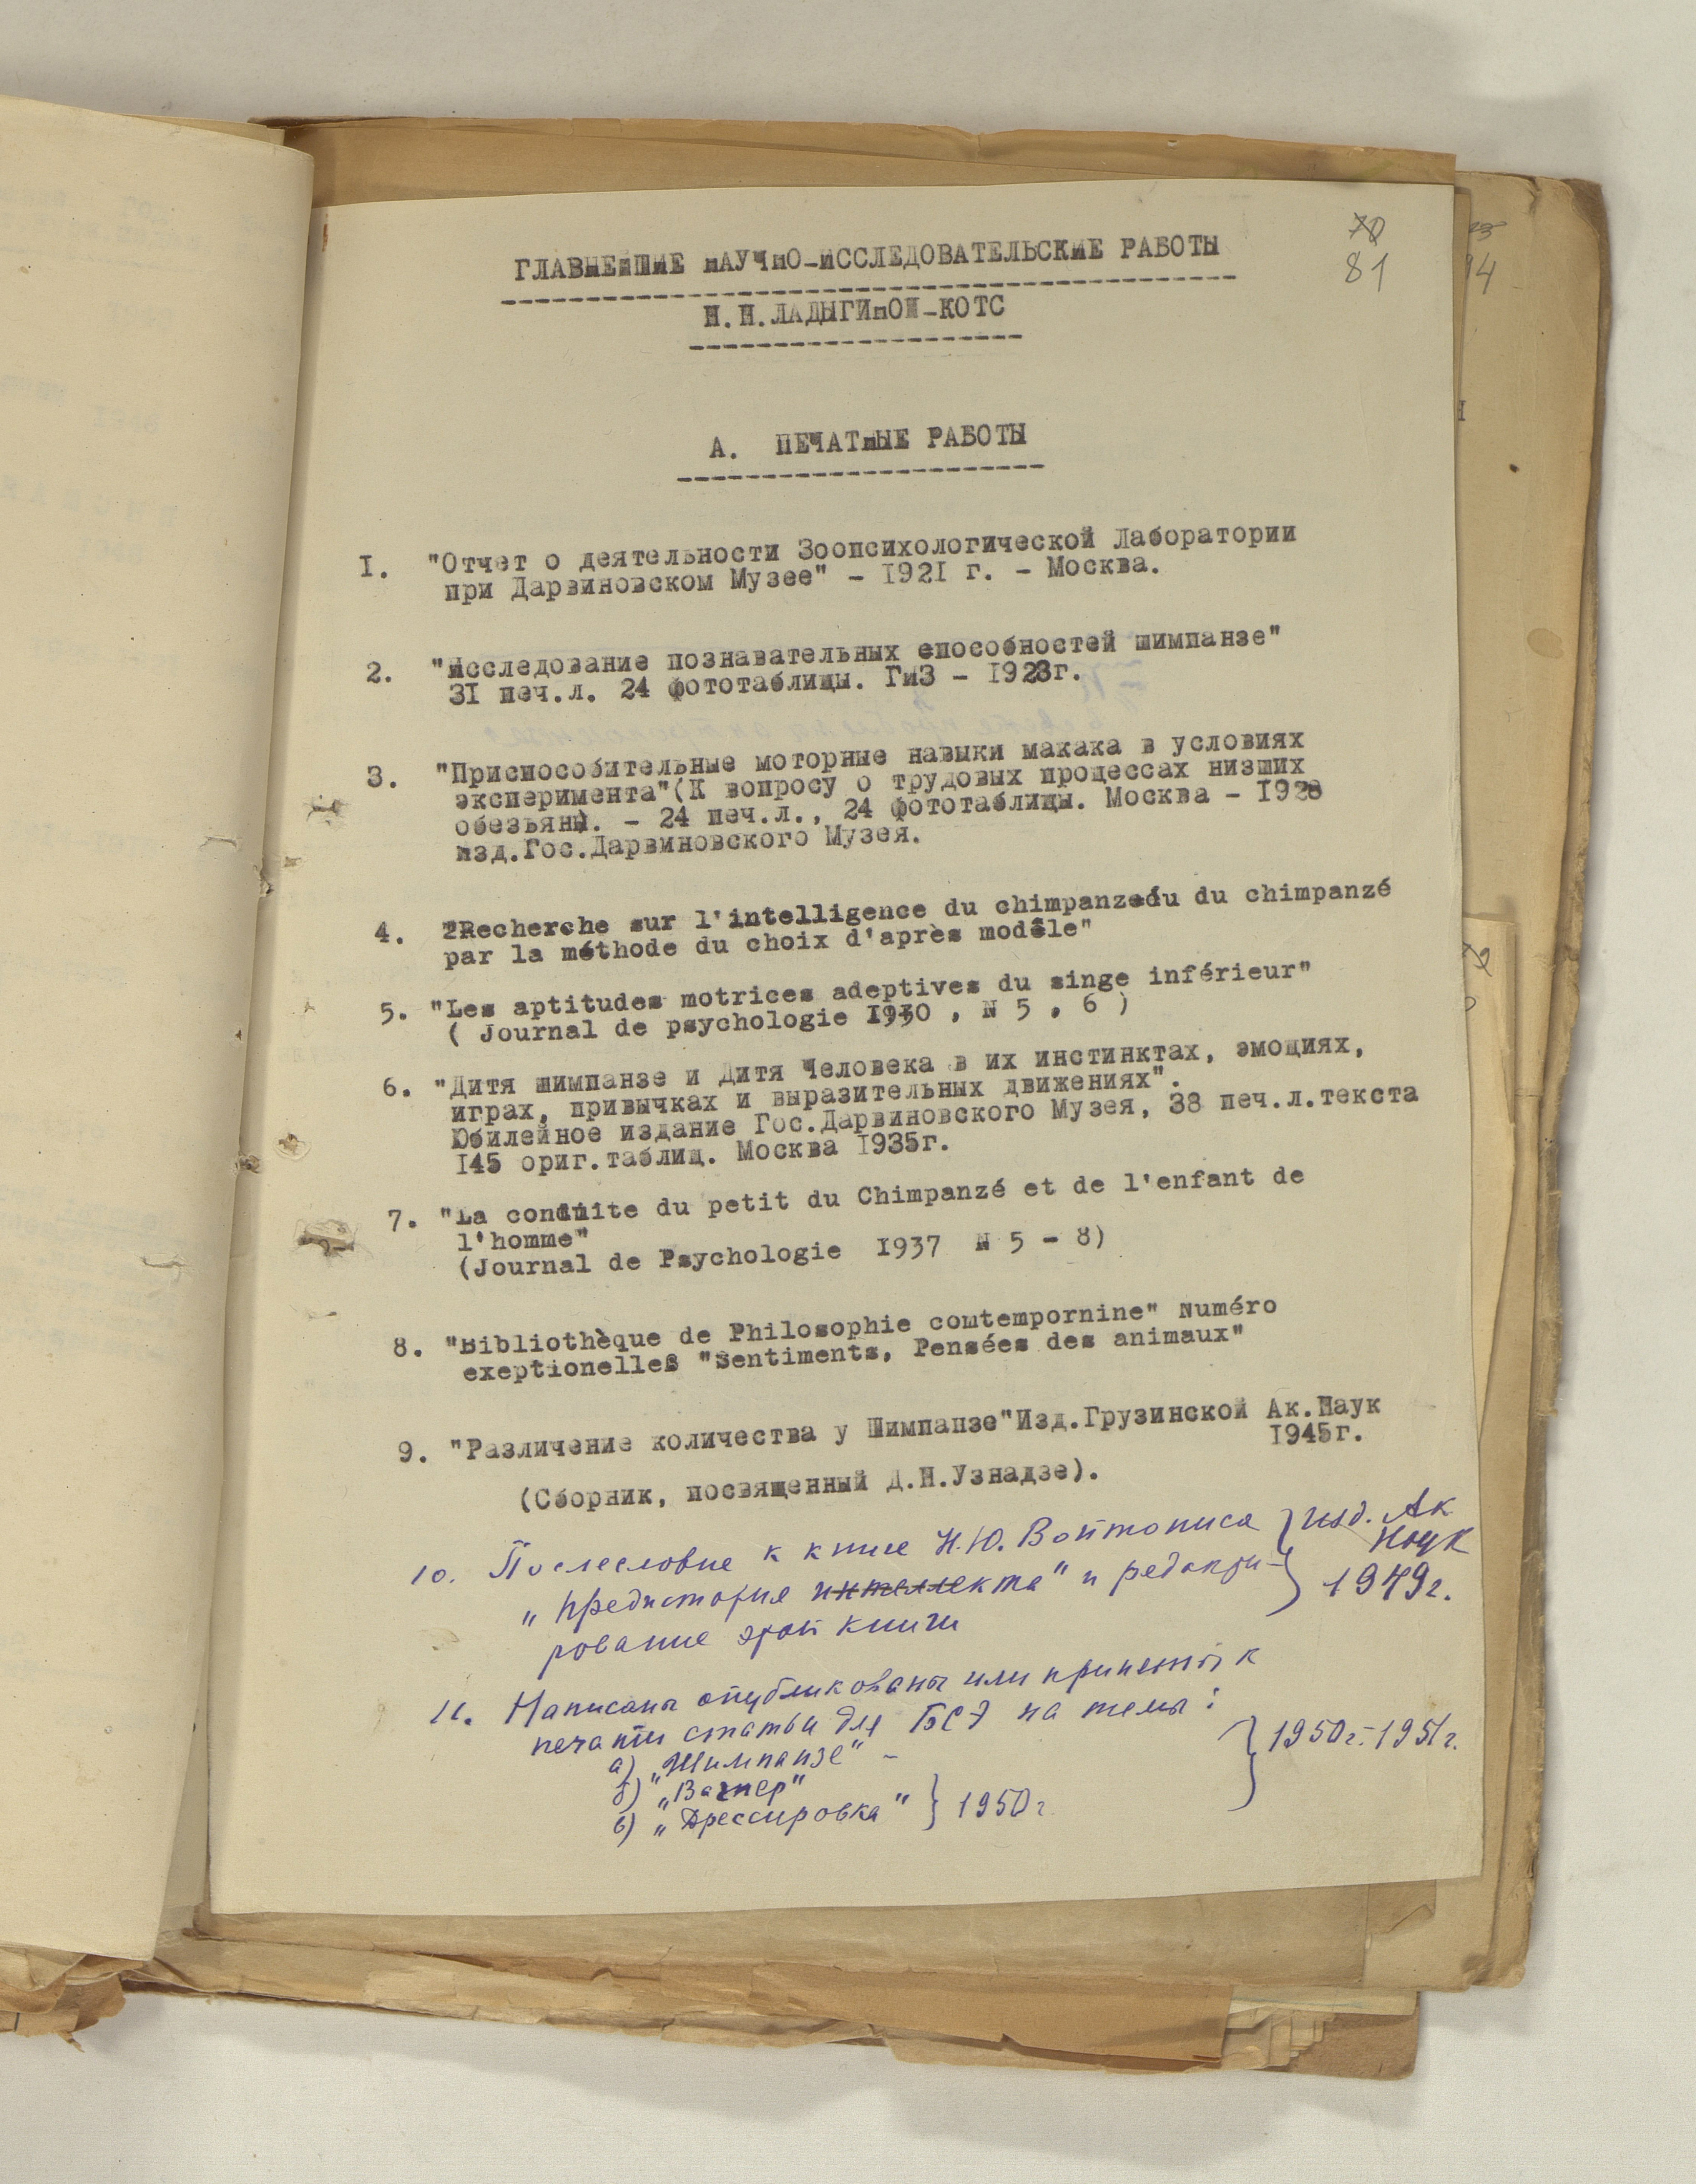 70
81
ГЛАВНЕЙШИЕ НАУЧНО-ИССЛЕДОВАТЕЛЬСКИЕ РАБОТЫ
Н.Н.ЛАДЫГИНОЙ-КОТС
А. ПЕЧАТНЫЕ РАБОТЫ
I. "Отчет о деятельности Зоопсихологической Лаборатории
при Дарвиновском Музее" - 1921 г. - Москва.
2. "Исследование познавательных способностей шимпанзе"
31 печ.л. 24 фототаблицы. ГИЗ - 1923г.
3. "Приспособительные моторные навыки макака в условиях
эксперимента"(К вопросу о трудовых процессах низших
обезьян). - 24 печ.л., 24 фототаблицы. Москва - 1928
изд.Гос.Дарвиновского Музея.
4. "Recherche sur l'intelligence du chimpanzé du chimpanzé
par la méthode du choix d'après modèle"
5. "Les aptitudes motrices adeptives du singe inférieur"
( Journal de psychologie 1930 , N 5 , 6 )
6. "Дитя шимпанзе и Дитя Человека в их инстинктах, эмоциях,
играх, привычках и выразительных движениях".
Юбилейное издание Гос.Дарвиновского Музея, 38 печ.л.текста
145 ориг.таблиц. Москва 1935г.
7. "La conduite du petit du Chimpanzé et de l'enfant de
l'homme"
(Journal de Psychologie 1937 N 5 - 8)
8. "Bibliothèque de Philosophie comtempornine" Numéro
exeptionelles "Sentiments, Pensées des animaux"
9. "Различение количества у Шимпанзе"Изд.Грузинской Ак.Наук
1945г.
(Сборник, посвященный Д.Н.Узнадзе).
10. Послесловие к книге Н.Ю. Войтониса } изд. Ак
Наук
„Предистория интеллекта" и редакти- } 1949г.
рование этой книги
11. Написаны опубликованы или приняты к
печати статьи для БСЭ на темы:
а) „Шимпанзе" – } 1950г.-1951г.
б) „Вагнер"
в) „Дрессировка" } 1950г.